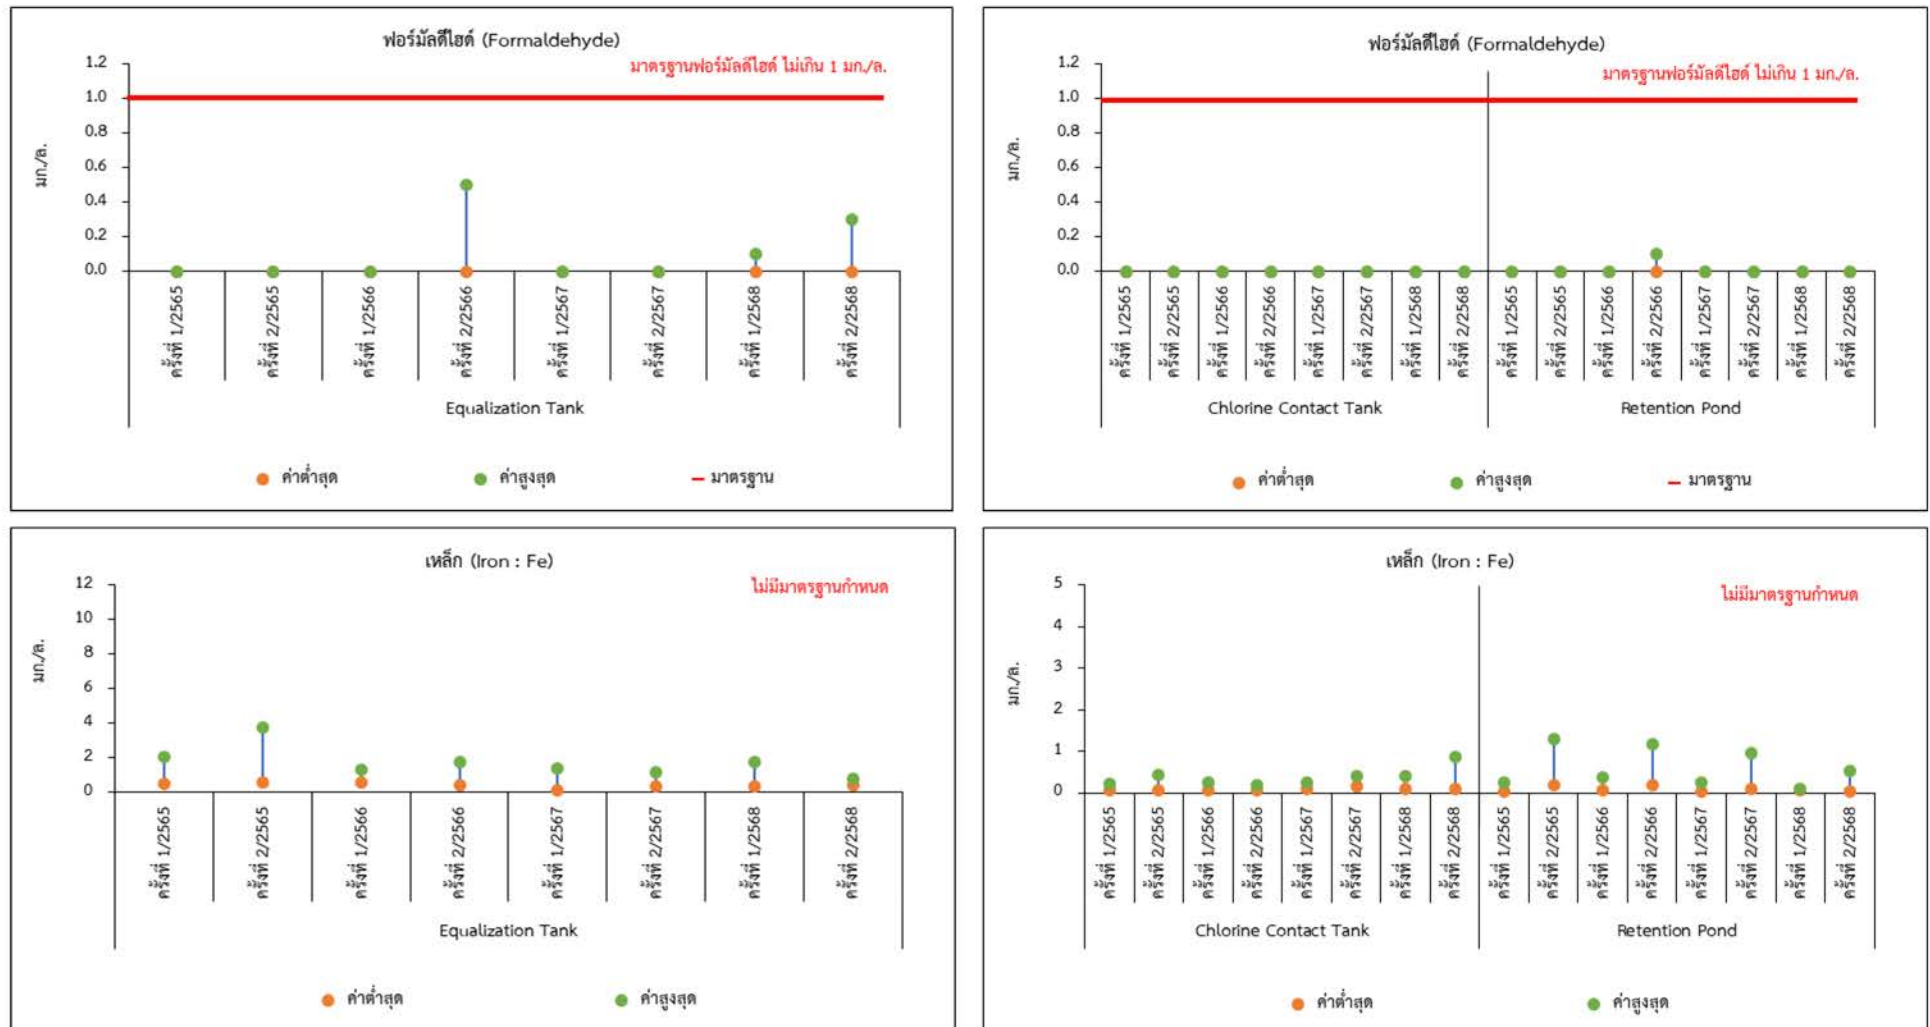 ฟอร์มัลดีไฮด์ (Formaldehyde)
มาตรฐานฟอร์มัลดีไฮด์ ไม่เกิน 1 มก./ล.
มก./ล.
1.2
1.0
0.8
0.6
0.4
0.2
0.0
ครั้งที่ 1/2565
ครั้งที่ 2/2565
ครั้งที่ 1/2566
ครั้งที่ 2/2566
ครั้งที่ 1/2567
ครั้งที่ 2/2567
ครั้งที่ 1/2568
ครั้งที่ 2/2568
Equalization Tank
ค่าต่ำสุด ค่าสูงสุด มาตรฐาน
ฟอร์มัลดีไฮด์ (Formaldehyde)
มาตรฐานฟอร์มัลดีไฮด์ ไม่เกิน 1 มก./ล.
มก./ล.
1.2
1.0
0.8
0.6
0.4
0.2
0.0
ครั้งที่ 1/2565
ครั้งที่ 2/2565
ครั้งที่ 1/2566
ครั้งที่ 2/2566
ครั้งที่ 1/2567
ครั้งที่ 2/2567
ครั้งที่ 1/2568
ครั้งที่ 2/2568
ครั้งที่ 1/2565
ครั้งที่ 2/2565
ครั้งที่ 1/2566
ครั้งที่ 2/2566
ครั้งที่ 1/2567
ครั้งที่ 2/2567
ครั้งที่ 1/2568
ครั้งที่ 2/2568
Chlorine Contact Tank Retention Pond
ค่าต่ำสุด ค่าสูงสุด มาตรฐาน
เหล็ก (Iron : Fe)
ไม่มีมาตรฐานกำหนด
มก./ล.
12
10
8
6
4
2
0
ครั้งที่ 1/2565
ครั้งที่ 2/2565
ครั้งที่ 1/2566
ครั้งที่ 2/2566
ครั้งที่ 1/2567
ครั้งที่ 2/2567
ครั้งที่ 1/2568
ครั้งที่ 2/2568
Equalization Tank
ค่าต่ำสุด ค่าสูงสุด
เหล็ก (Iron : Fe)
ไม่มีมาตรฐานกำหนด
มก./ล.
5
4
3
2
1
0
ครั้งที่ 1/2565
ครั้งที่ 2/2565
ครั้งที่ 1/2566
ครั้งที่ 2/2566
ครั้งที่ 1/2567
ครั้งที่ 2/2567
ครั้งที่ 1/2568
ครั้งที่ 2/2568
ครั้งที่ 1/2565
ครั้งที่ 2/2565
ครั้งที่ 1/2566
ครั้งที่ 2/2566
ครั้งที่ 1/2567
ครั้งที่ 2/2567
ครั้งที่ 1/2568
ครั้งที่ 2/2568
Chlorine Contact Tank Retention Pond
ค่าต่ำสุด ค่าสูงสุด